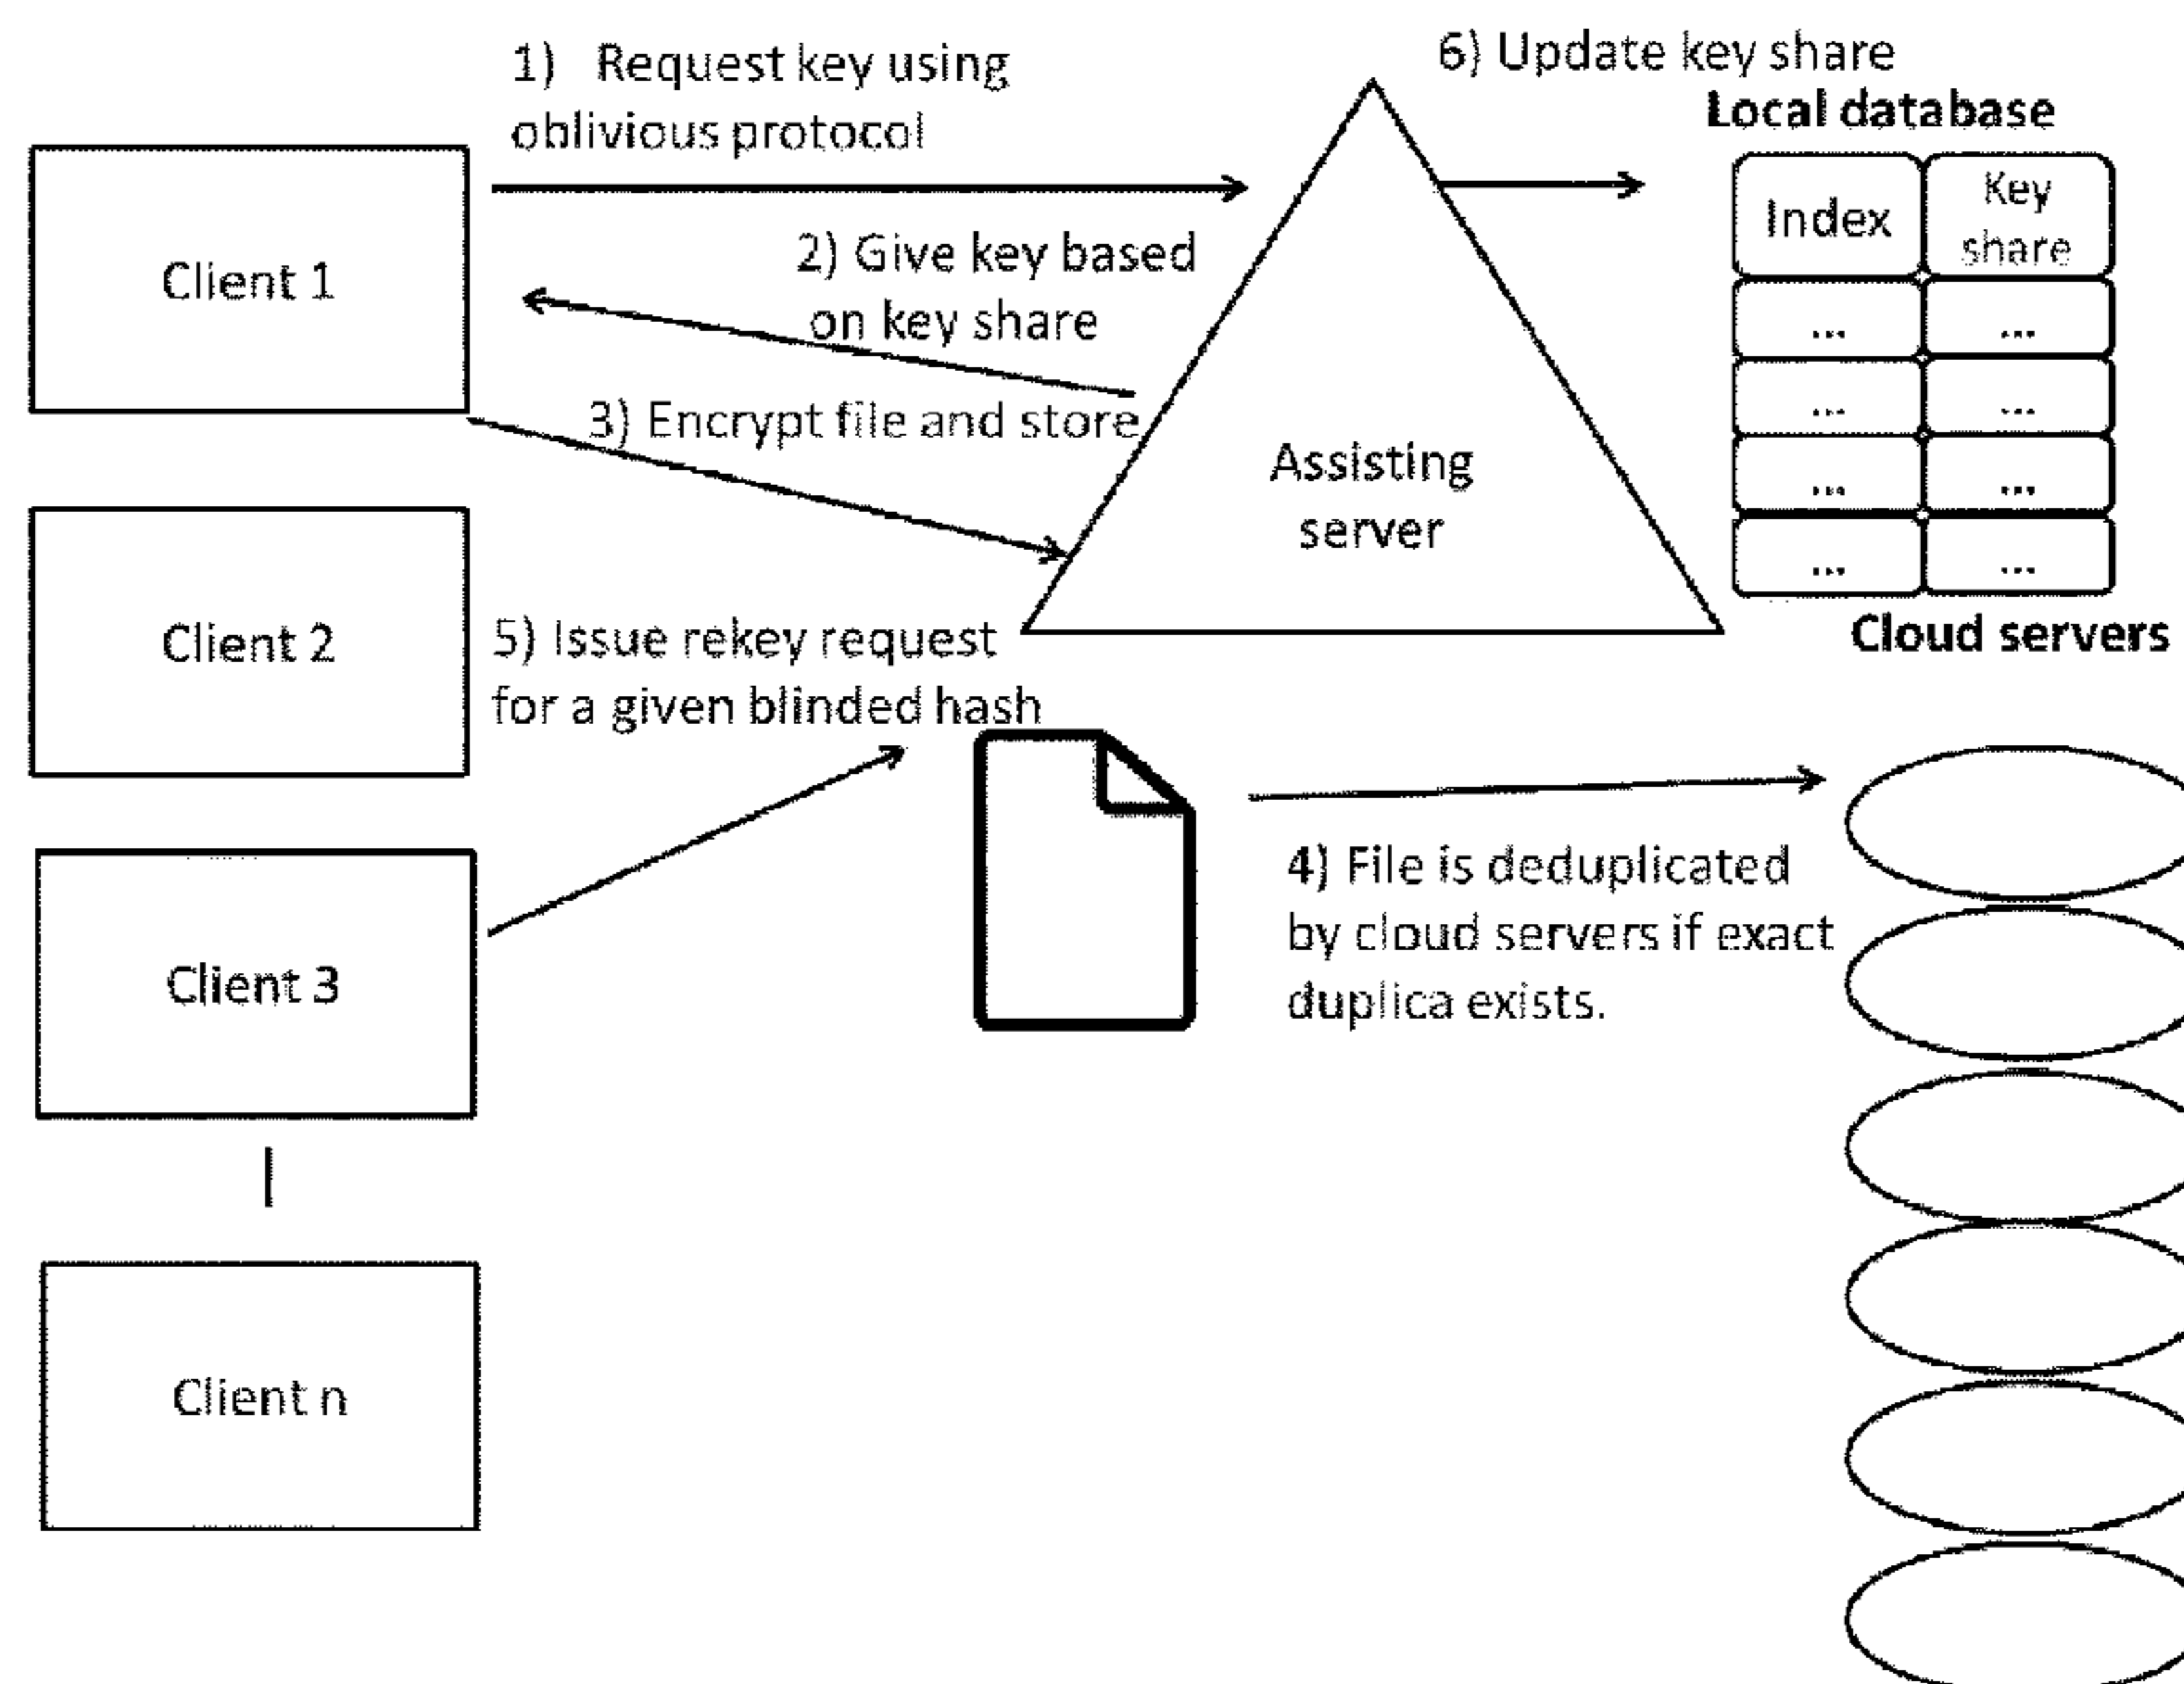 1) Request key using
oblivious protocol
6) Update key share
Local database
Index
Key
share
Client 1
2) Give key based
on key share
3) Encrypt file and store
... ...
... ...
... ...
... ...
Assisting
server
Client 2
5) Issue rekey request
for a given blinded hash
Cloud servers
4) File is deduplicated
by cloud servers if exact
duplica exists.
Client 3
Client n